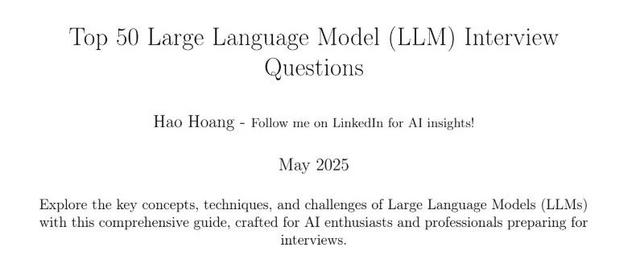 Top 50 Large Language Model (LLM) Interview
Questions
Hao Hoang - Follow me on LinkedIn for AI insights!
May 2025
Explore the key concepts, techniques, and challenges of Large Language Models (LLMs)
with this comprehensive guide, crafted for AI enthusiasts and professionals preparing for
interviews.